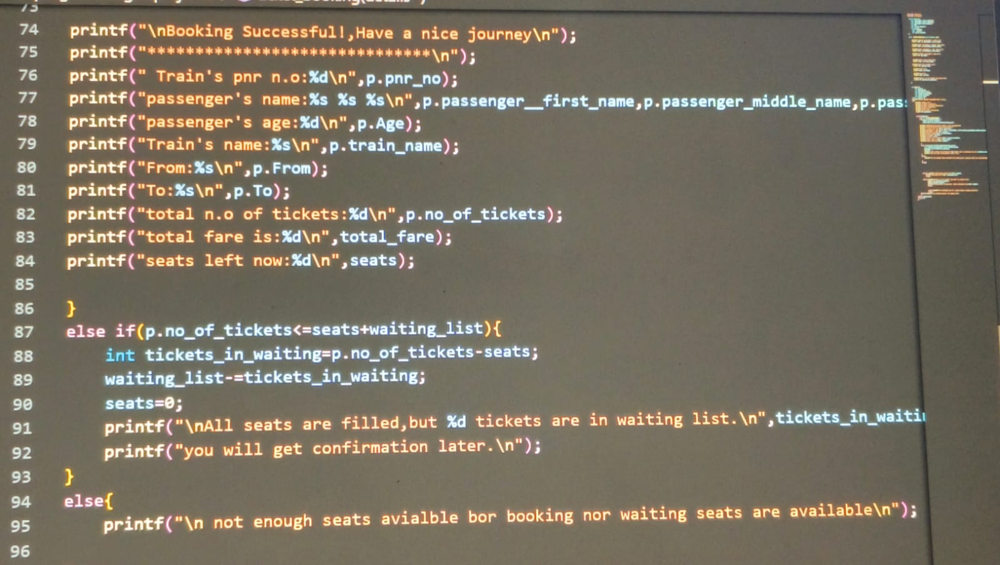 73
74 printf("\nBooking Successful!,Have a nice journey\n");
75 printf("******************************\n");
76 printf(" Train's pnr n.o:%d\n",p.pnr_no);
77 printf("passenger's name:%s %s %s\n",p.passenger__first_name,p.passenger_middle_name,p.pas
78 printf("passenger's age:%d\n",p.Age);
79 printf("Train's name:%s\n",p.train_name);
80 printf("From:%s\n",p.From);
81 printf("To:%s\n",p.To);
82 printf("total n.o of tickets:%d\n",p.no_of_tickets);
83 printf("total fare is:%d\n",total_fare);
84 printf("seats left now:%d\n",seats);
85
86 }
87 else if(p.no_of_tickets<=seats+waiting_list){
88 int tickets_in_waiting=p.no_of_tickets-seats;
89 waiting_list-=tickets_in_waiting;
90 seats=0;
91 printf("\nAll seats are filled,but %d tickets are in waiting list.\n",tickets_in_waiti
92 printf("you will get confirmation later.\n");
93 }
94 else{
95 printf("\n not enough seats avialble bor booking nor waiting seats are available\n");
96